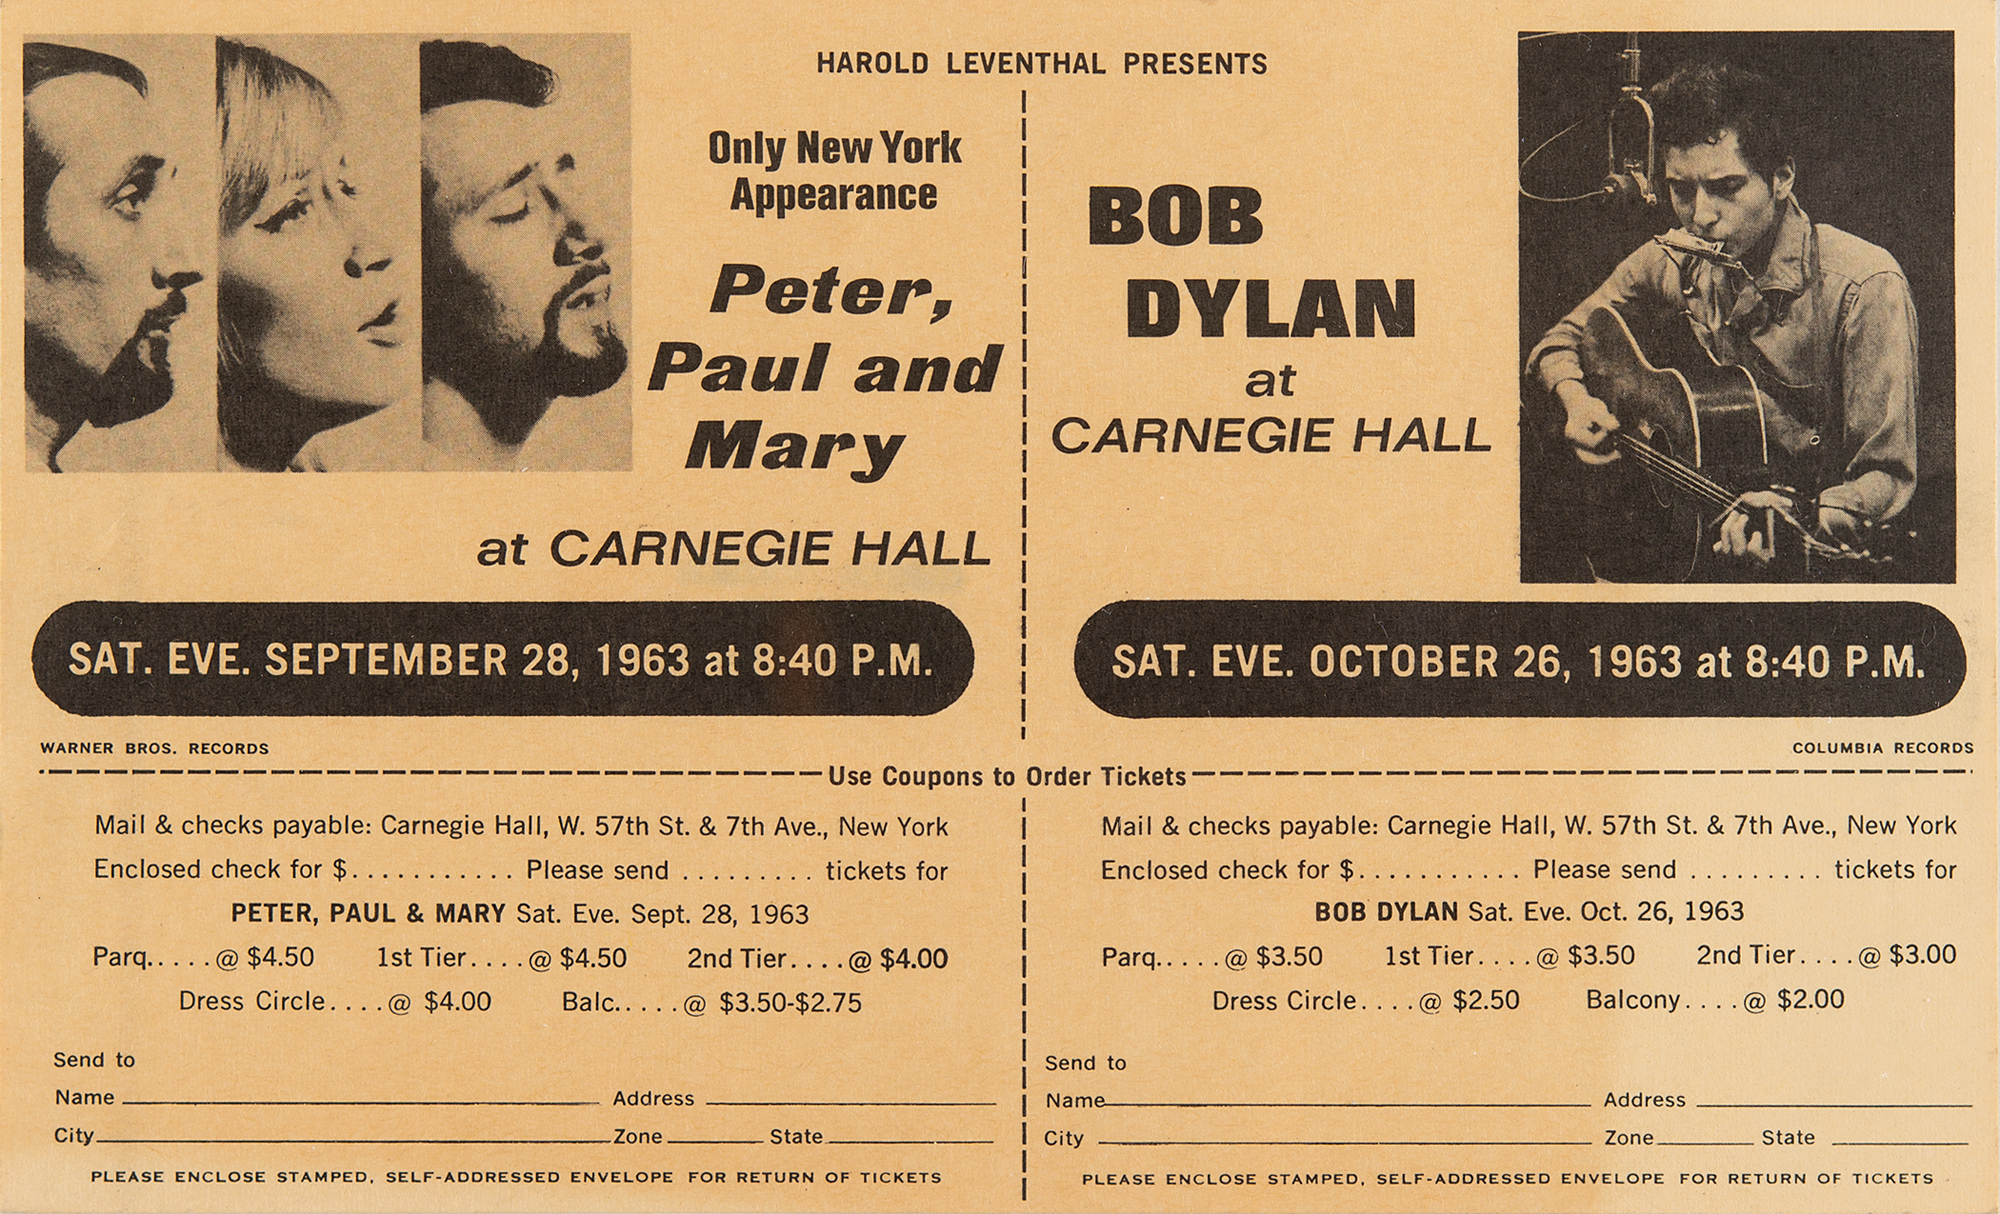 HAROLD LEVENTHAL PRESENTS
Only New York
Appearance
Peter,
Paul and
Mary
at CARNEGIE HALL
SAT. EVE. SEPTEMBER 28, 1963 at 8:40 P.M.
WARNER BROS. RECORDS
BOB
DYLAN
at
CARNEGIE HALL
SAT. EVE. OCTOBER 26, 1963 at 8:40 P.M.
COLUMBIA RECORDS
Use Coupons to Order Tickets
Mail & checks payable: Carnegie Hall, W. 57th St. & 7th Ave., New York
Enclosed check for $........... Please send ......... tickets for
PETER, PAUL & MARY Sat. Eve. Sept. 28, 1963
Parq.....@ $4.50 1st Tier....@ $4.50 2nd Tier....@ $4.00
Dress Circle....@ $4.00 Balc.....@ $3.50-$2.75
Send to
Name Address
City Zone State
PLEASE ENCLOSE STAMPED, SELF-ADDRESSED ENVELOPE FOR RETURN OF TICKETS
Mail & checks payable: Carnegie Hall, W. 57th St. & 7th Ave., New York
Enclosed check for $........... Please send ......... tickets for
BOB DYLAN Sat. Eve. Oct. 26, 1963
Parq.....@ $3.50 1st Tier....@ $3.50 2nd Tier....@ $3.00
Dress Circle....@ $2.50 Balcony....@ $2.00
Send to
Name Address
City Zone State
PLEASE ENCLOSE STAMPED, SELF-ADDRESSED ENVELOPE FOR RETURN OF TICKETS